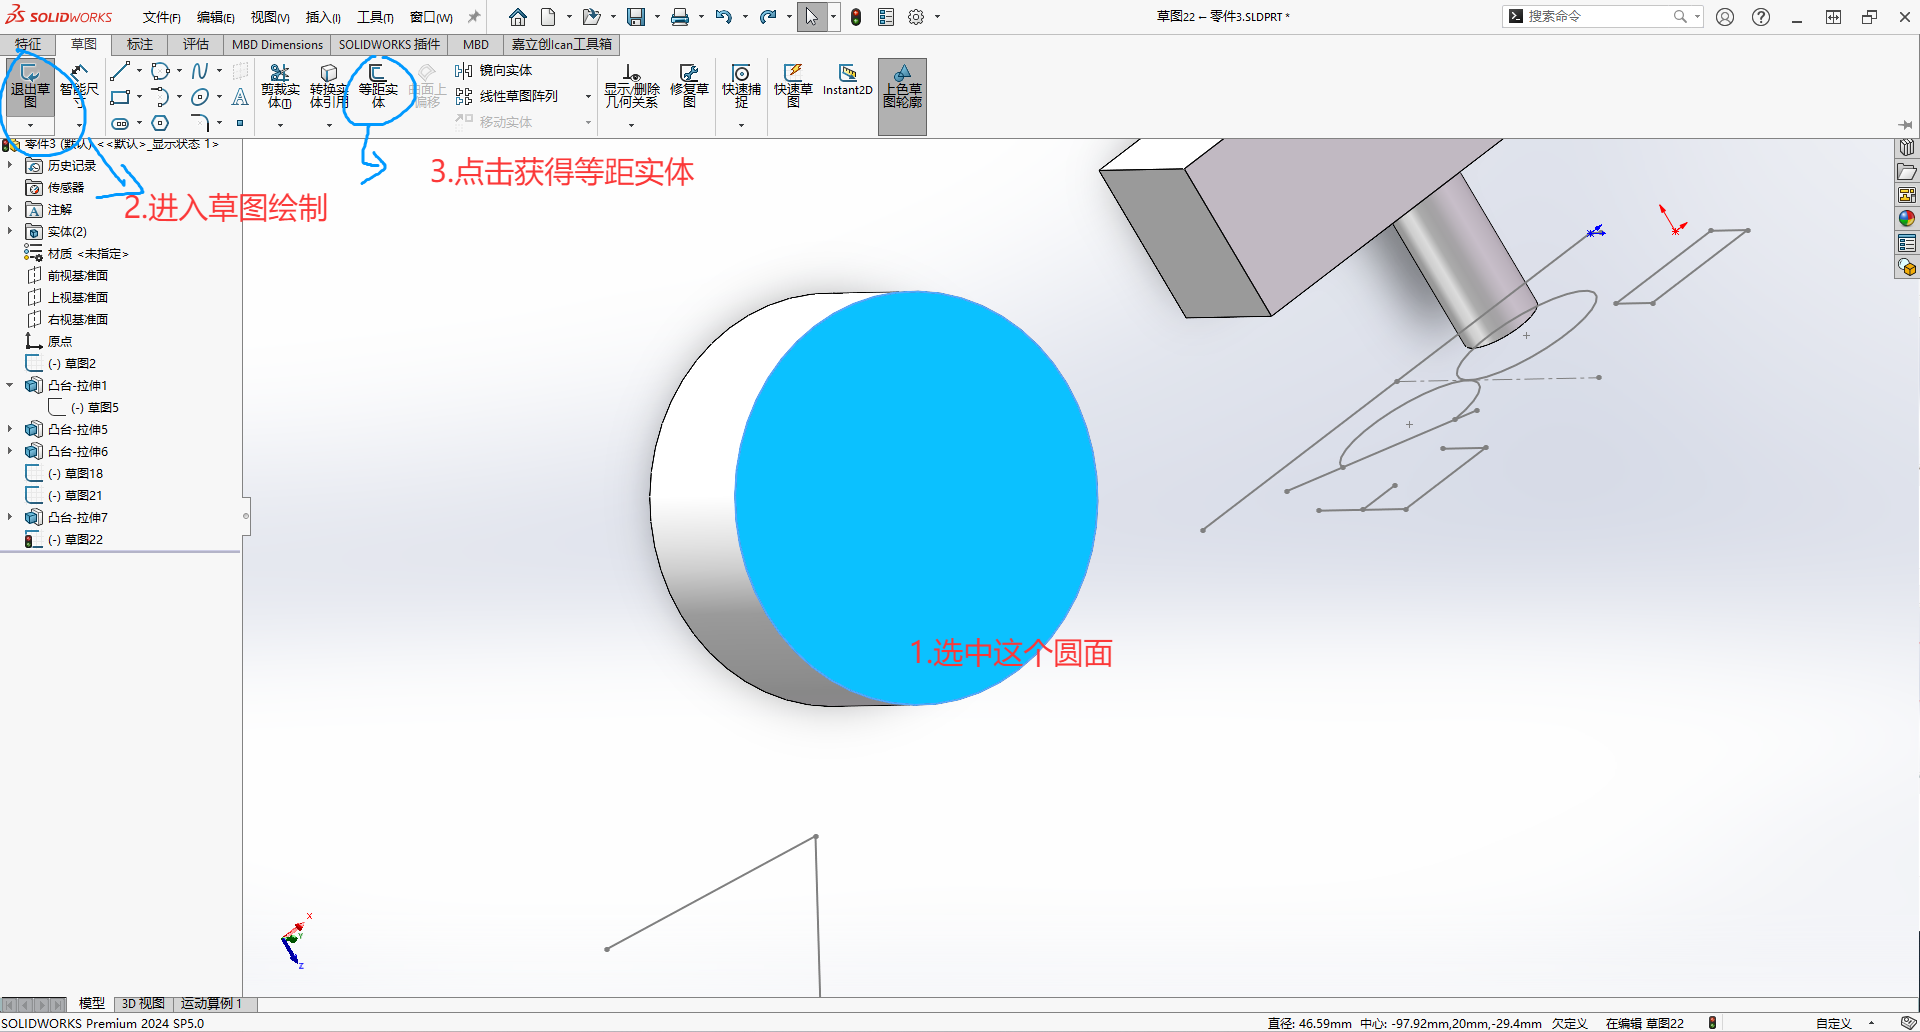 SOLIDWORKS 文件(F) 编辑(E) 视图(V) 插入(I) 工具(T) 窗口(W) 草图22 ← 零件3.SLDPRT * 搜索命令
特征 草图 标注 评估 MBD Dimensions SOLIDWORKS 插件 MBD 嘉立创Ican工具箱
退出草图
智能尺寸
剪裁实体(I)
转换实体引用
等距实体
曲面上偏移
镜向实体
线性草图阵列
移动实体
显示/删除几何关系
修复草图
快速捕捉
快速草图
Instant2D
上色草图轮廓
零件3 (默认) <<默认>_显示状态 1>
历史记录
传感器
注解
实体(2)
材质 <未指定>
前视基准面
上视基准面
右视基准面
原点
(-) 草图2
凸台-拉伸1
(-) 草图5
凸台-拉伸5
凸台-拉伸6
(-) 草图18
(-) 草图21
凸台-拉伸7
(-) 草图22
3.点击获得等距实体
2.进入草图绘制
1.选中这个圆面
X
Y
Z
模型 3D 视图 运动算例 1
SOLIDWORKS Premium 2024 SP5.0 直径: 46.59mm 中心: -97.92mm,20mm,-29.4mm 欠定义 在编辑 草图22 自定义